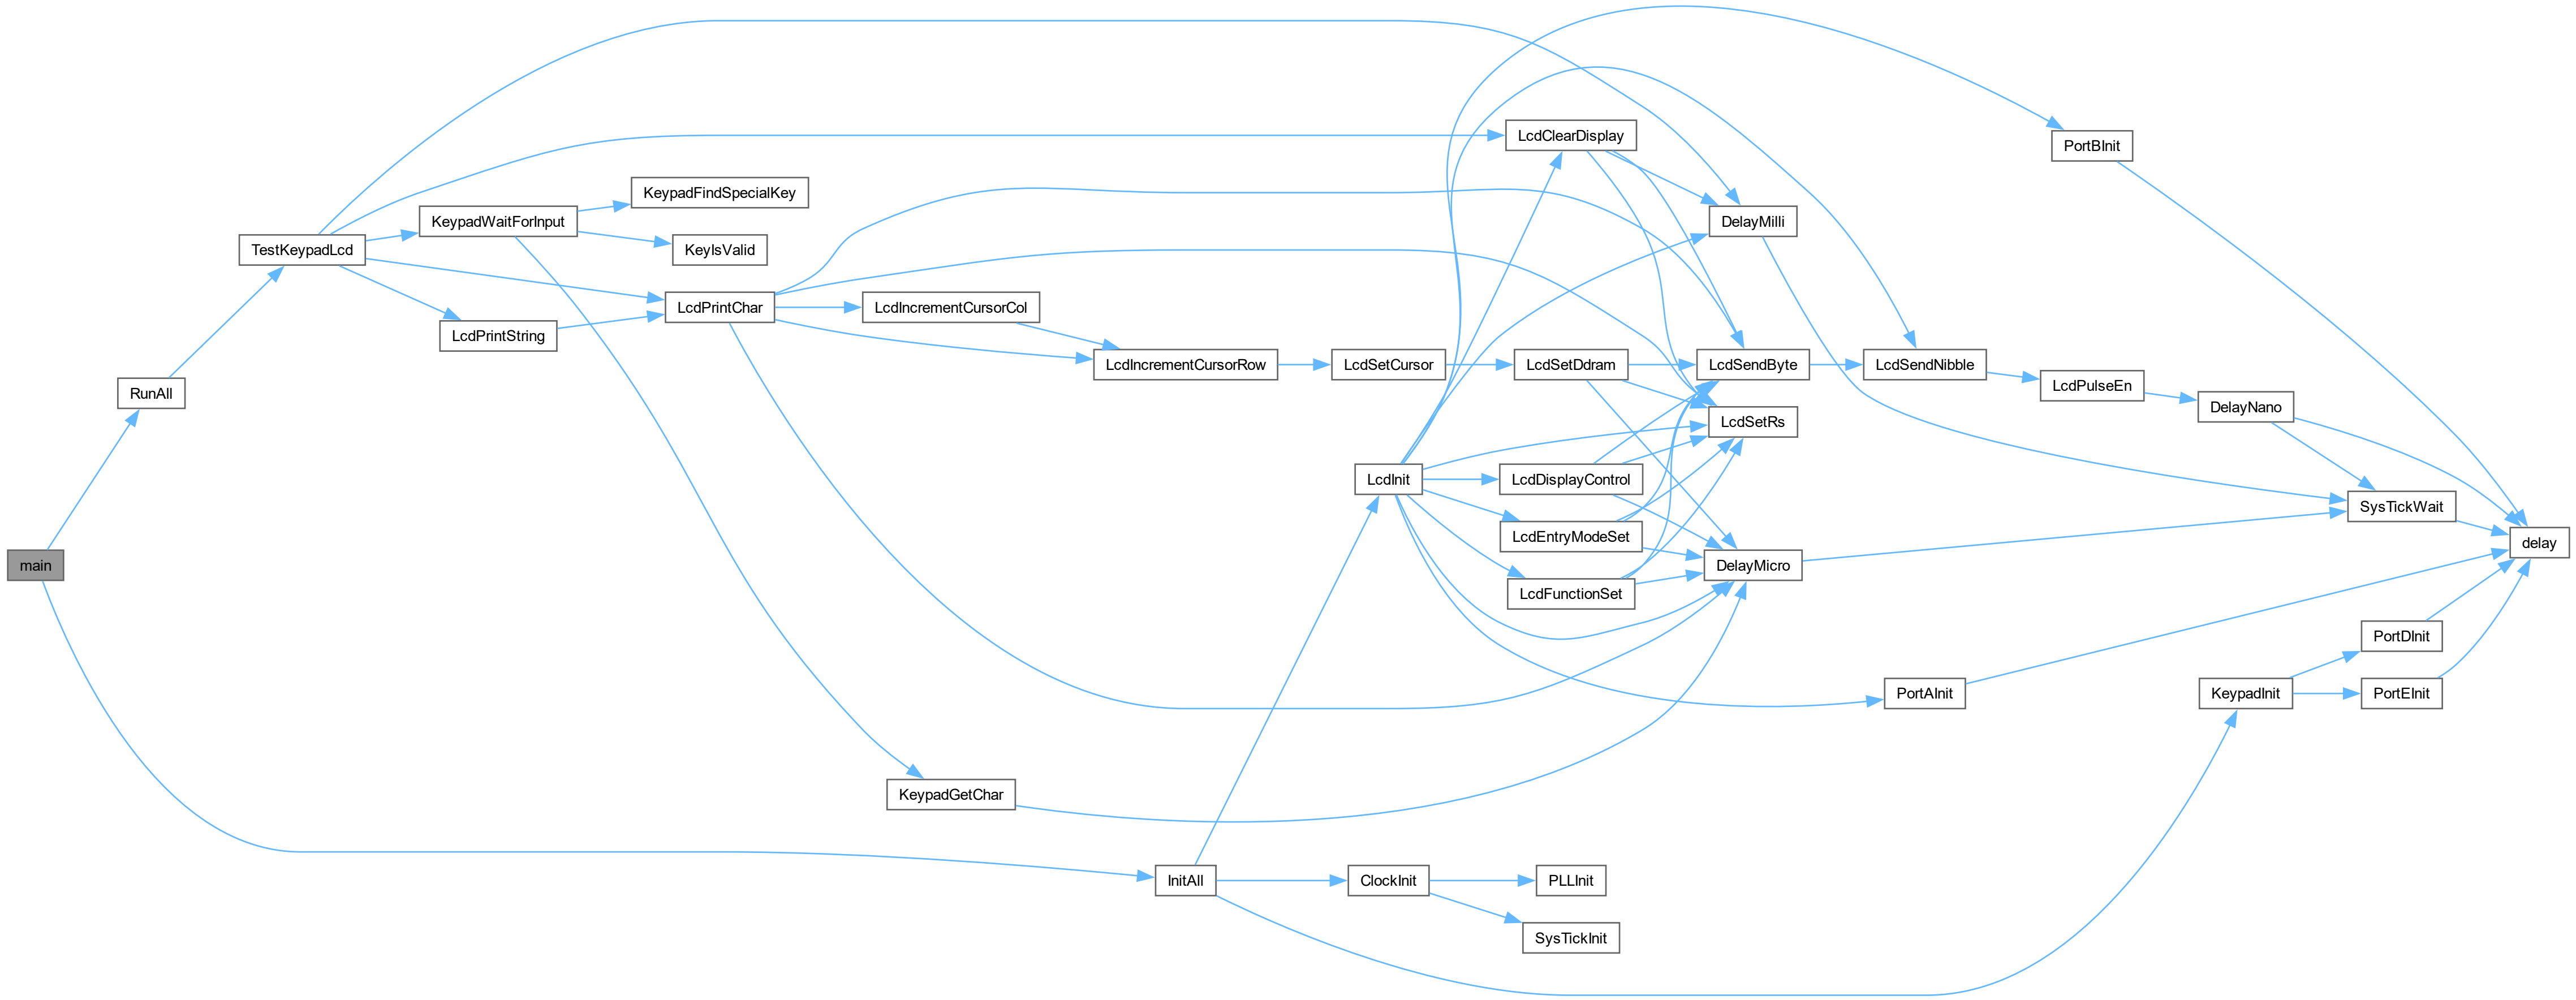 main
RunAll
TestKeypadLcd
KeypadWaitForInput
LcdPrintString
KeypadFindSpecialKey
KeyIsValid
LcdPrintChar
LcdIncrementCursorCol
KeypadGetChar
LcdIncrementCursorRow
InitAll
LcdSetCursor
LcdInit
ClockInit
LcdClearDisplay
LcdSetDdram
LcdDisplayControl
LcdEntryModeSet
LcdFunctionSet
PLLInit
SysTickInit
DelayMilli
LcdSendByte
LcdSetRs
DelayMicro
LcdSendNibble
PortAInit
PortBInit
LcdPulseEn
DelayNano
KeypadInit
SysTickWait
PortDInit
PortEInit
delay